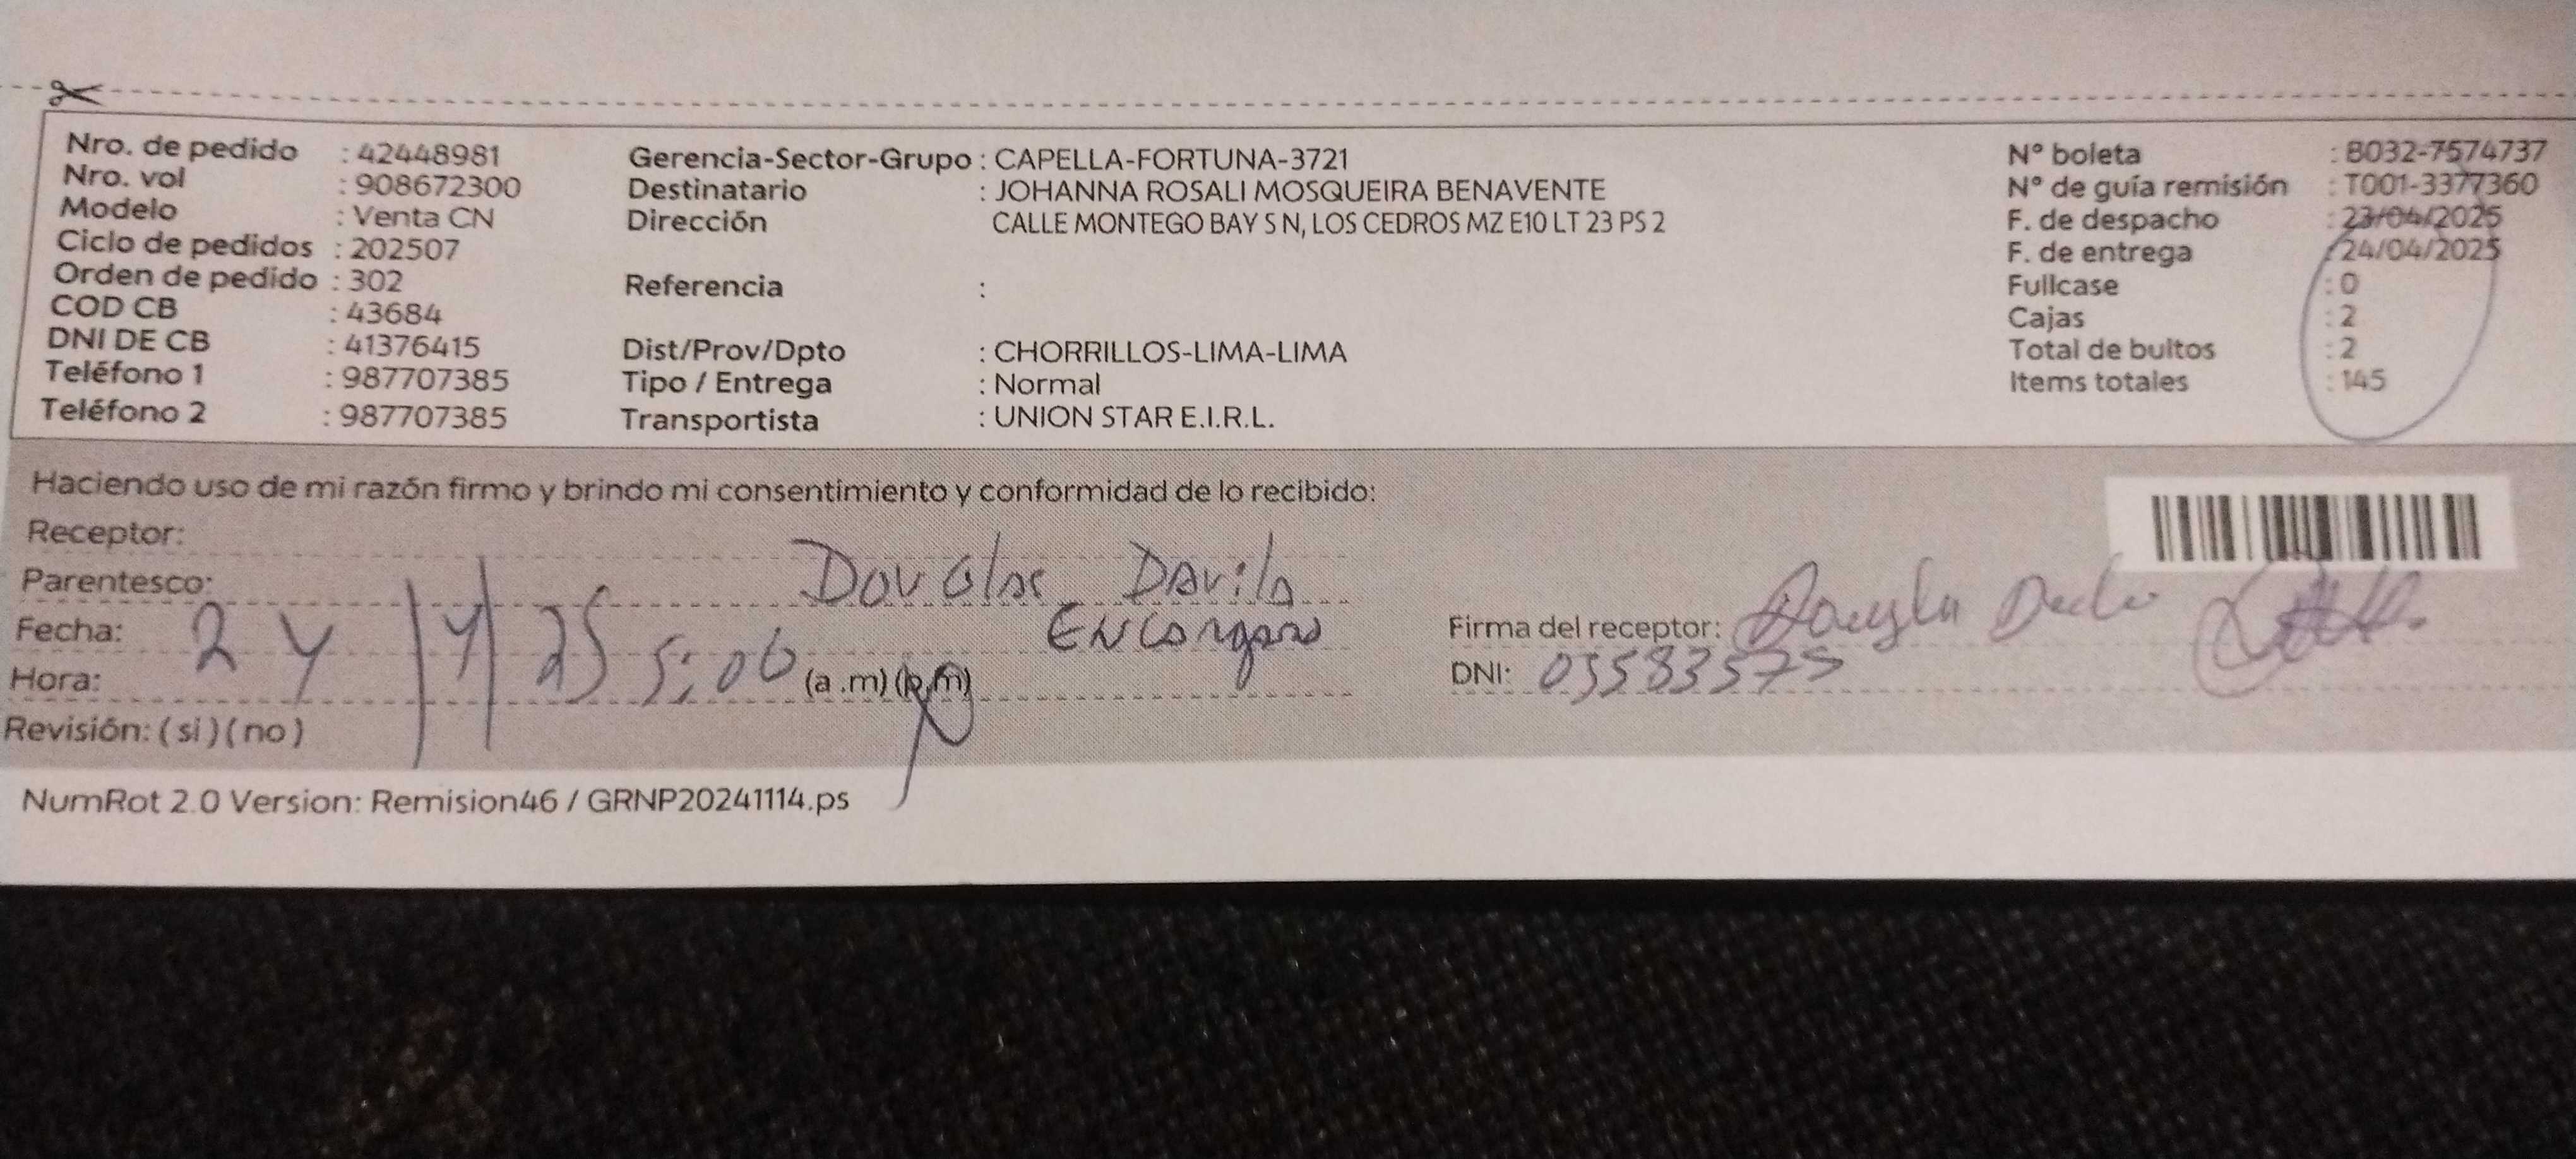 Nro. de pedido : 42448981
Nro. vol : 908672300
Modelo : Venta CN
Ciclo de pedidos : 202507
Orden de pedido : 302
COD CB : 43684
DNI DE CB : 41376415
Teléfono 1 : 987707385
Teléfono 2 : 987707385
Gerencia-Sector-Grupo : CAPELLA-FORTUNA-3721
Destinatario : JOHANNA ROSALI MOSQUEIRA BENAVENTE
Dirección CALLE MONTEGO BAY S N, LOS CEDROS MZ E10 LT 23 PS 2
Referencia :
Dist/Prov/Dpto : CHORRILLOS-LIMA-LIMA
Tipo / Entrega : Normal
Transportista : UNION STAR E.I.R.L.
N° boleta : B032-7574737
N° de guía remisión : T001-3377360
F. de despacho : 23/04/2025
F. de entrega : 24/04/2025
Fullcase : 0
Cajas : 2
Total de bultos : 2
Items totales : 145
Haciendo uso de mi razón firmo y brindo mi consentimiento y conformidad de lo recibido:
Receptor: Douglas Davila
Parentesco: Encargado
Fecha: 24/4/25
Hora: 5:06 (a.m) (p.m)
Revisión: ( si ) ( no )
Firma del receptor: Douglas
DNI: 03583575
NumRot 2.0 Version: Remision46 / GRNP20241114.ps